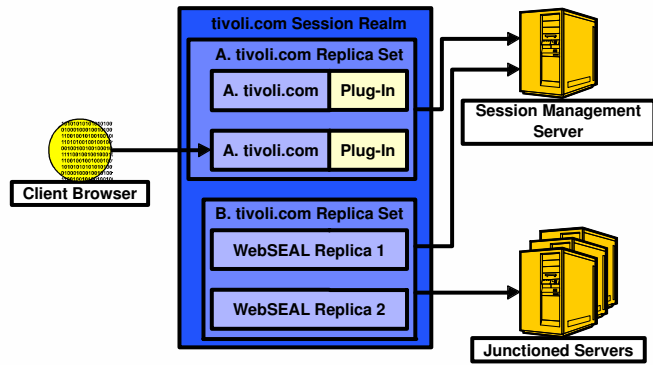 tivoli.com Session Realm
A. tivoli.com Replica Set
A. tivoli.com
Plug-In
A. tivoli.com
Plug-In
B. tivoli.com Replica Set
WebSEAL Replica 1
WebSEAL Replica 2
Client Browser
Session Management
Server
Junctioned Servers